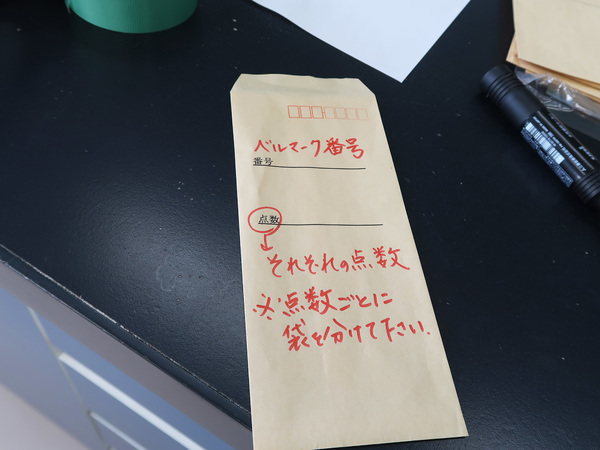 ベルマーク番号
番号
点数
それぞれの点数
※点数ごとに
袋を分けて下さい.